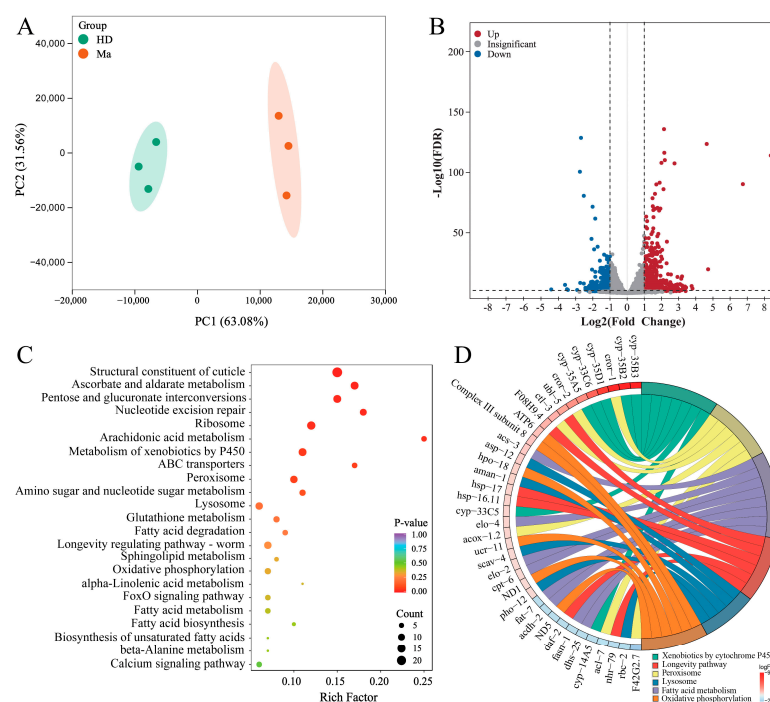 A
Group
HD
Ma
40,000
20,000
0
−20,000
−40,000
PC2 (31.56%)
−20,000
−10,000
0
10,000
20,000
30,000
PC1 (63.08%)
B
Up
Insignificant
Down
200
150
100
50
-Log10(FDR)
-8 -7 -6 -5 -4 -3 -2 -1 0 1 2 3 4 5 6 7 8
Log2(Fold Change)
C
Structural constituent of cuticle
Ascorbate and aldarate metabolism
Pentose and glucuronate interconversions
Nucleotide excision repair
Ribosome
Arachidonic acid metabolism
Metabolism of xenobiotics by P450
ABC transporters
Peroxisome
Amino sugar and nucleotide sugar metabolism
Lysosome
Glutathione metabolism
Fatty acid degradation
Longevity regulating pathway - worm
Sphingolipid metabolism
Oxidative phosphorylation
alpha-Linolenic acid metabolism
FoxO signaling pathway
Fatty acid metabolism
Fatty acid biosynthesis
Biosynthesis of unsaturated fatty acids
beta-Alanine metabolism
Calcium signaling pathway
0.10
0.15
0.20
0.25
Rich Factor
P-value
1.00
0.75
0.50
0.25
0.00
Count
5
10
15
20
D
cyp-35B3
cyp-35B2
cror-1
cyp-35D1
cyp-33C6
cyp-35A5
cror-2
ctl-3
ubl-5
F08H9.4
ATP6
Complex III subunit 8
acs-3
asp-12
hpo-18
aman-1
hsp-17
hsp-16.11
cyp-33C5
elo-4
acox-1.2
ucr-11
scav-4
elo-2
cpt-6
ND1
pho-12
fat-7
acdh-2
ND5
daf-2
fasn-1
dhs-25
cyp-14A5
acl-7
nhr-79
rbc-2
F42G2.7
Xenobiotics by cytochrome P45
Longevity pathway
Peroxisome
Lysosome
Fatty acid metabolism
Oxidative phosphorylation